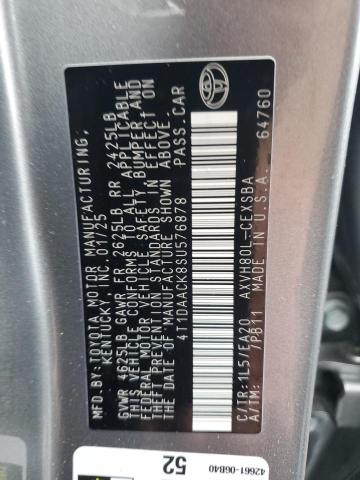 MFD. BY: TOYOTA MOTOR MANUFACTURING,
KENTUCKY INC. 01/25
GVWR 4625LB GAWR FR 2625LB RR 2425LB
THIS VEHICLE CONFORMS TO ALL APPLICABLE
FEDERAL MOTOR VEHICLE SAFETY, BUMPER, AND
THEFT PREVENTION STANDARDS IN EFFECT ON
THE DATE OF MANUFACTURE SHOWN ABOVE.
4T1DAACK8SU576878 PASS.CAR
C/TR:1L5/EA20 AXVH80L-CEXSBA
A/TM: /PB11 MADE IN U.S.A.
64760
52
42661-06B40